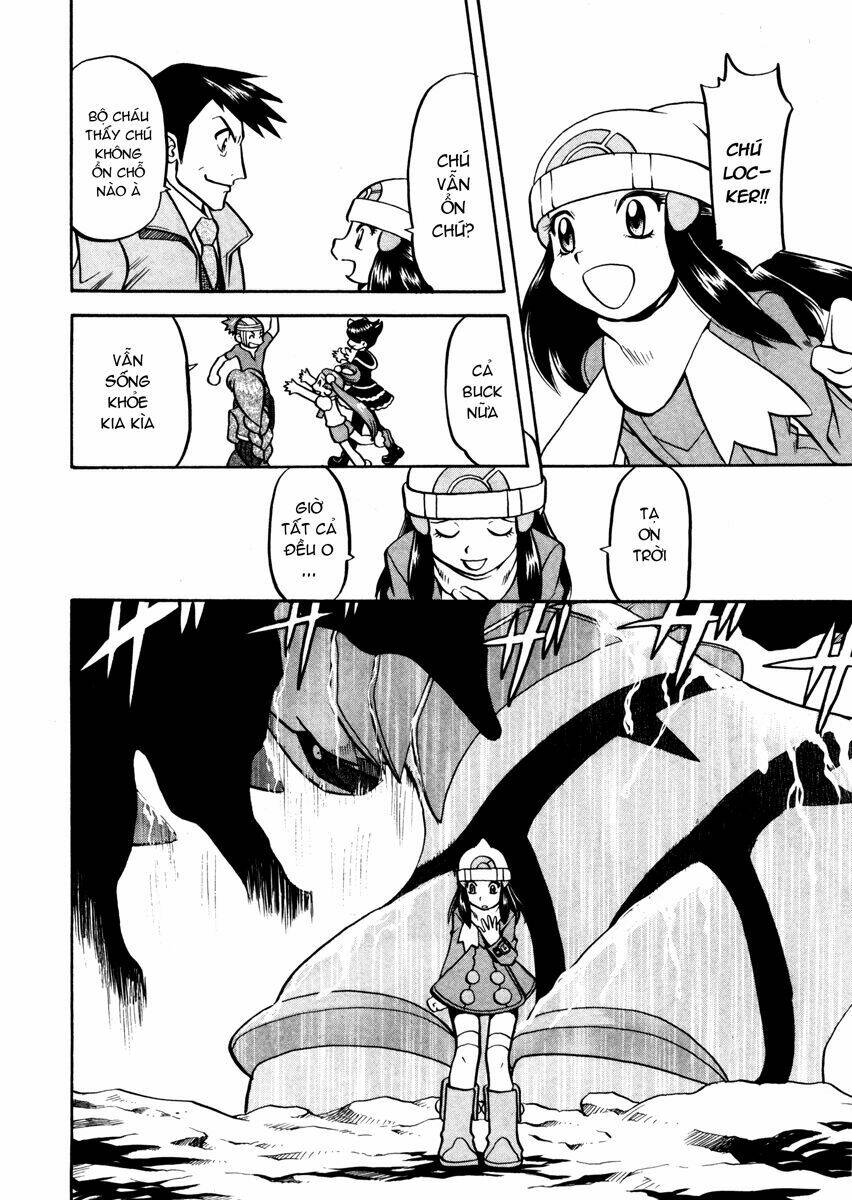 CHÚ
LOC-
KER!!
CHÚ
VẪN
ỔN
CHỨ?
BỘ CHÁU
THẤY CHÚ
KHÔNG
ỔN CHỖ
NÀO À
CẢ
BUCK
NỮA
VẪN
SỐNG
KHỎE
KIA KÌA
TẠ
ƠN
TRỜI
GIỜ
TẤT CẢ
ĐỀU O
...